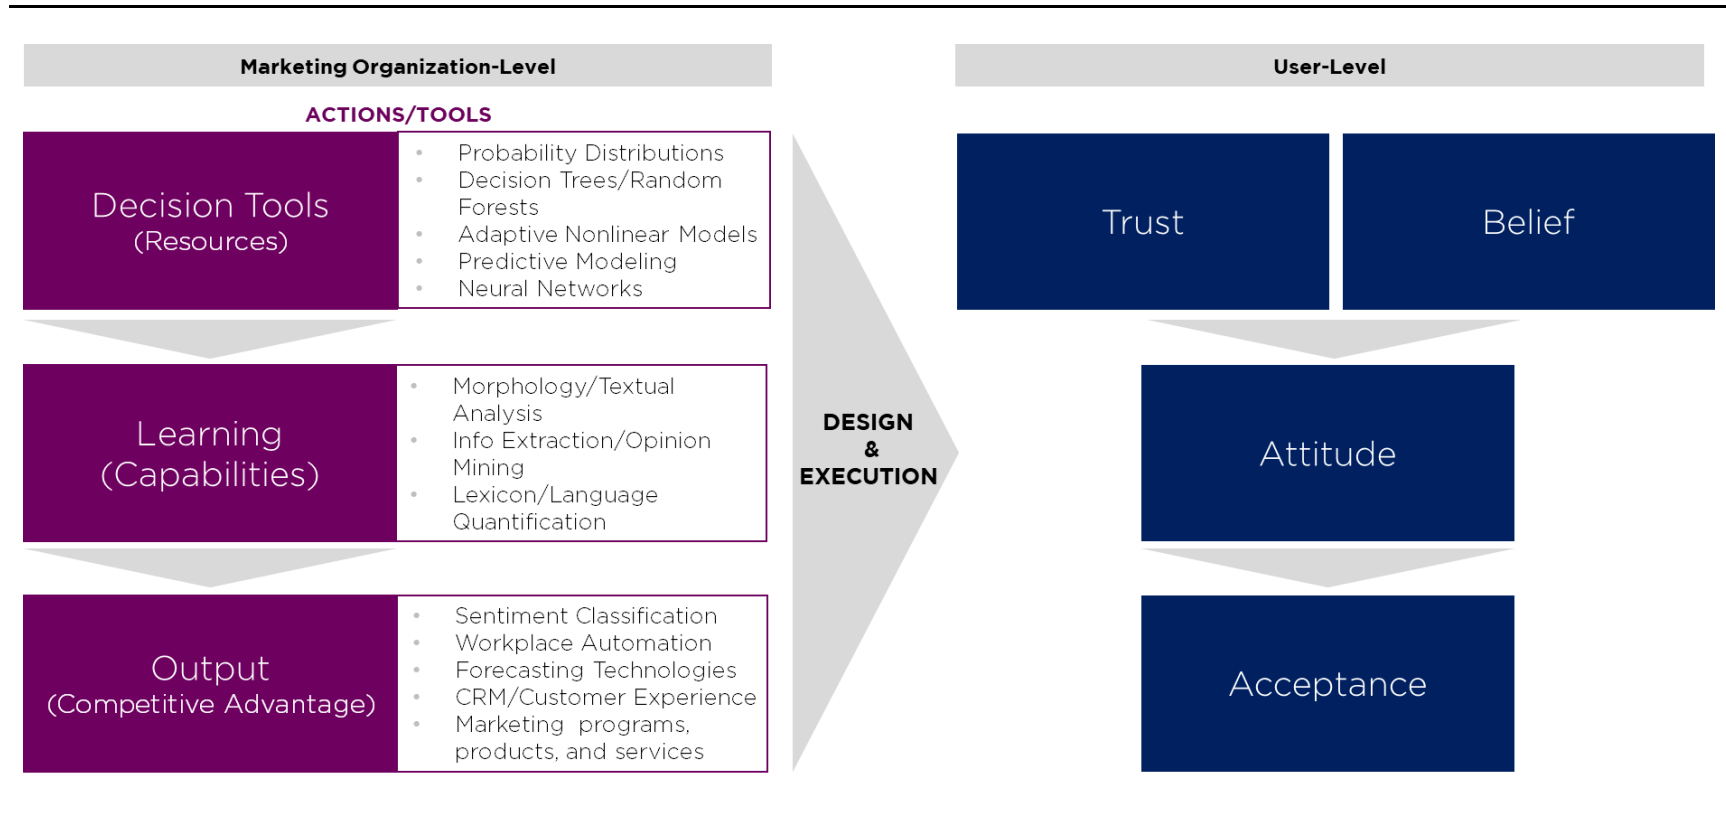 Marketing Organization-Level
ACTIONS/TOOLS
Decision Tools
(Resources)
• Probability Distributions
• Decision Trees/Random
Forests
• Adaptive Nonlinear Models
• Predictive Modeling
• Neural Networks
Learning
(Capabilities)
• Morphology/Textual
Analysis
• Info Extraction/Opinion
Mining
• Lexicon/Language
Quantification
Output
(Competitive Advantage)
• Sentiment Classification
• Workplace Automation
• Forecasting Technologies
• CRM/Customer Experience
• Marketing programs,
products, and services
DESIGN
&
EXECUTION
User-Level
Trust
Belief
Attitude
Acceptance